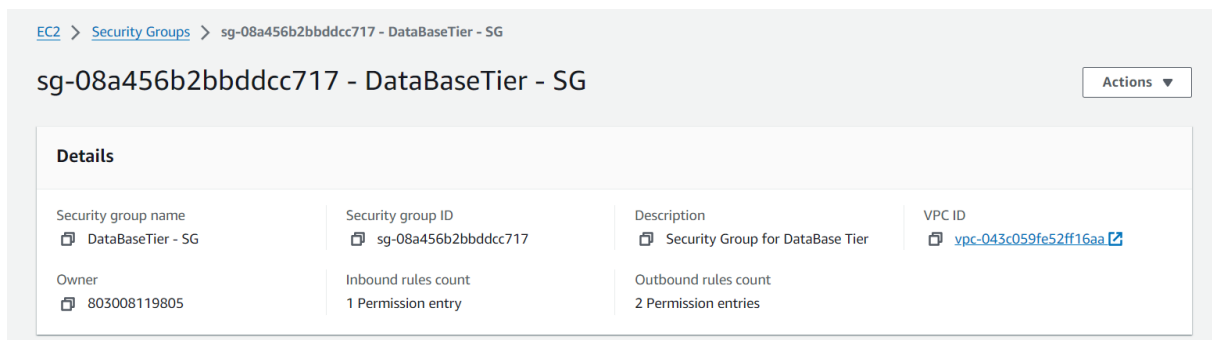 EC2 > Security Groups > sg-08a456b2bbddcc717 - DataBaseTier - SG
sg-08a456b2bbddcc717 - DataBaseTier - SG
Actions ▼
Details
Security group name
DataBaseTier - SG
Security group ID
sg-08a456b2bbddcc717
Description
Security Group for DataBase Tier
VPC ID
vpc-043c059fe52ff16aa
Owner
803008119805
Inbound rules count
1 Permission entry
Outbound rules count
2 Permission entries